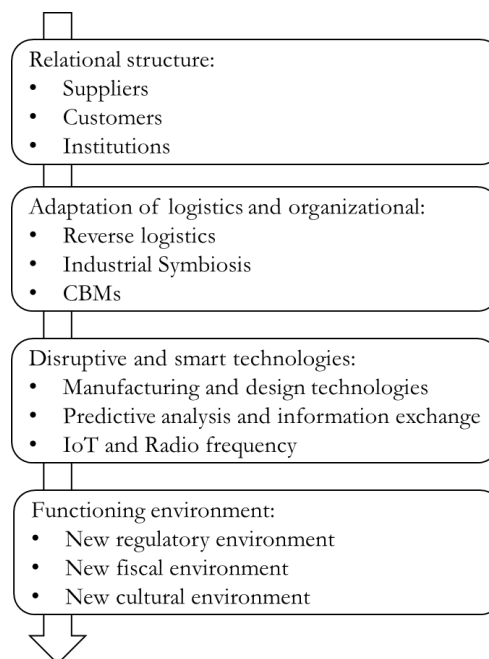 Relational structure:
• Suppliers
• Customers
• Institutions
Adaptation of logistics and organizational:
• Reverse logistics
• Industrial Symbiosis
• CBMs
Disruptive and smart technologies:
• Manufacturing and design technologies
• Predictive analysis and information exchange
• IoT and Radio frequency
Functioning environment:
• New regulatory environment
• New fiscal environment
• New cultural environment